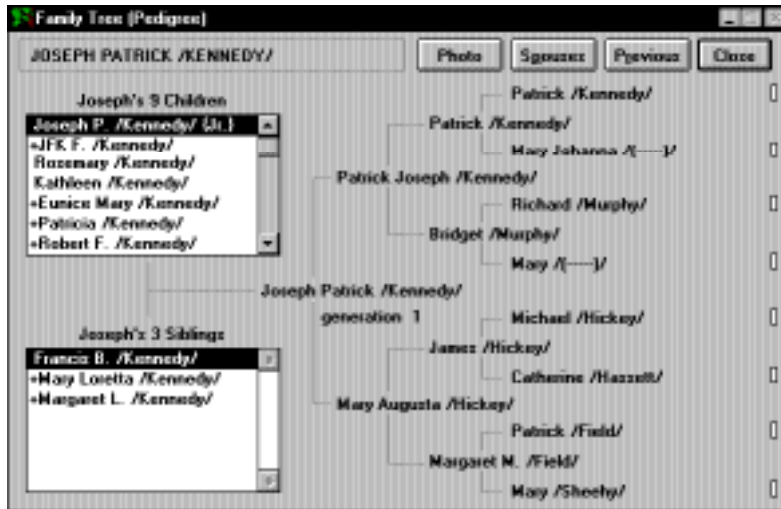 Family Tree (Pedigree)
JOSEPH PATRICK /KENNEDY/
Photo
Spouses
Previous
Close
Joseph's 9 Children
Joseph P. /Kennedy/ (Jr.)
+JFK F. /Kennedy/
Rosemary /Kennedy/
Kathleen /Kennedy/
+Eunice Mary /Kennedy/
+Patricia /Kennedy/
+Robert F. /Kennedy/
Patrick /Kennedy/
Patrick /Kennedy/
Mary Johanna /(----)/
Patrick Joseph /Kennedy/
Richard /Murphy/
Bridget /Murphy/
Mary /(----)/
Joseph Patrick /Kennedy/
generation 1
Joseph's 3 Siblings
Francis B. /Kennedy/
+Mary Loretta /Kennedy/
+Margaret L. /Kennedy/
Michael /Hickey/
James /Hickey/
Catherine /Hassett/
Mary Augusta /Hickey/
Patrick /Field/
Margaret M. /Field/
Mary /Sheehy/